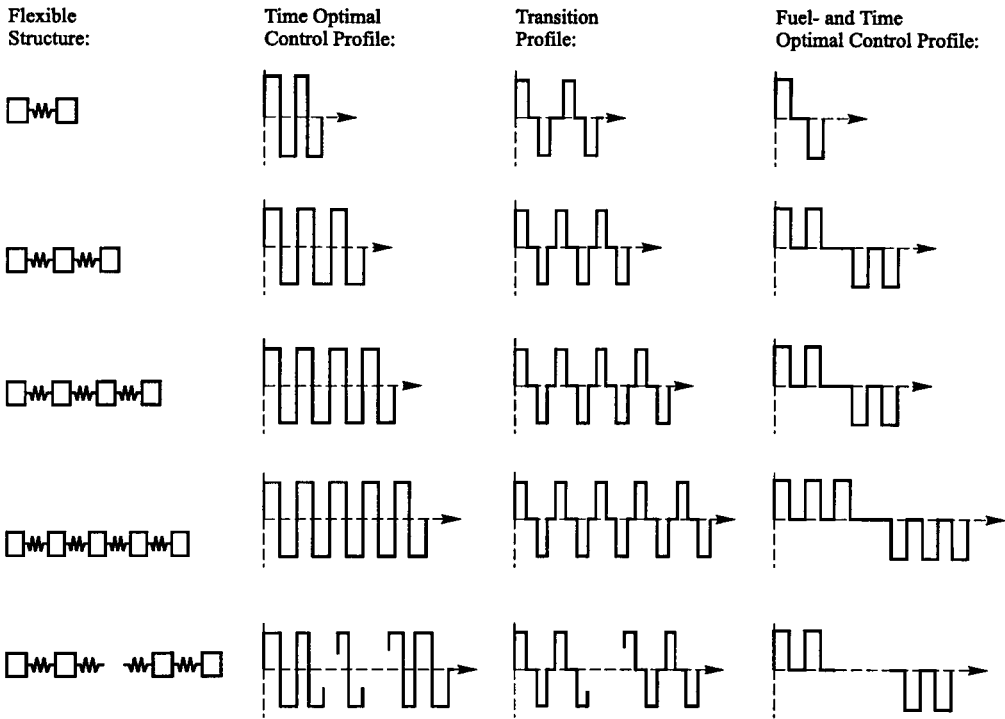 Flexible
Structure:
Time Optimal
Control Profile:
Transition
Profile:
Fuel- and Time
Optimal Control Profile: